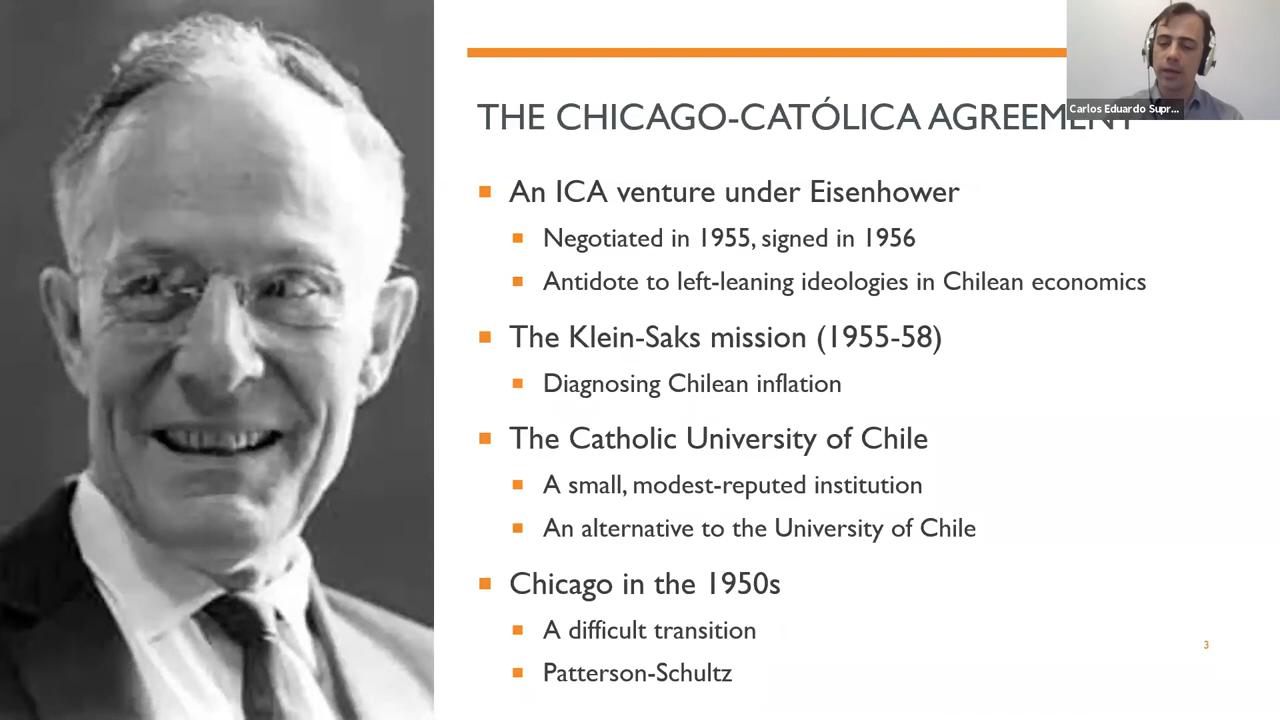 THE CHICAGO-CATÓLICA AGREEMENT
Carlos Eduardo Supr...
An ICA venture under Eisenhower
Negotiated in 1955, signed in 1956
Antidote to left-leaning ideologies in Chilean economics
The Klein-Saks mission (1955-58)
Diagnosing Chilean inflation
The Catholic University of Chile
A small, modest-reputed institution
An alternative to the University of Chile
Chicago in the 1950s
A difficult transition
Patterson-Schultz
3